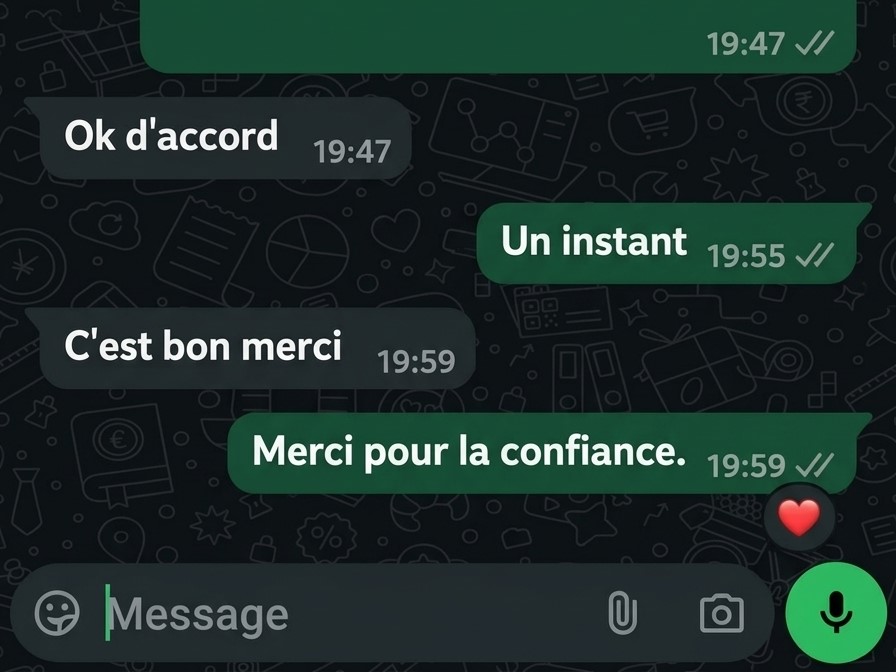 19:47
Ok d'accord 19:47
Un instant 19:55
C'est bon merci 19:59
Merci pour la confiance. 19:59
Message